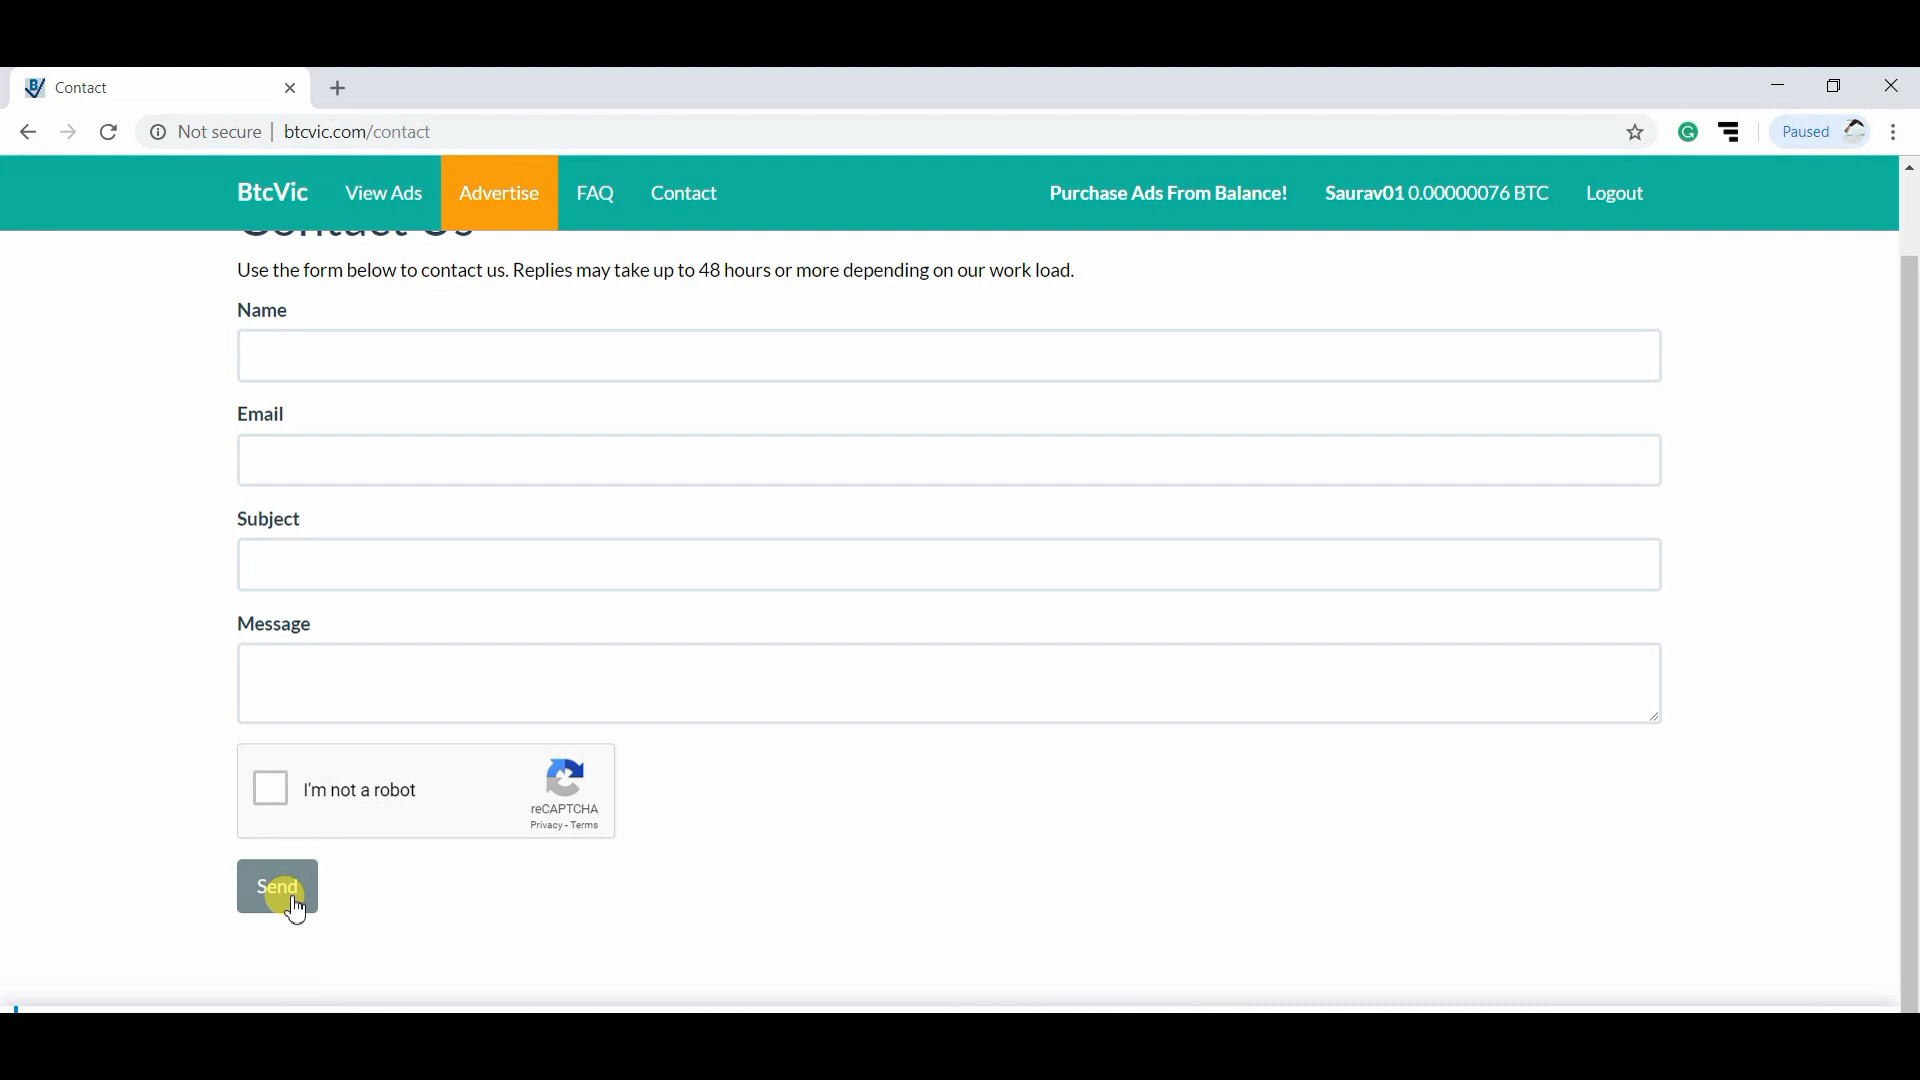 Contact
Not secure | btcvic.com/contact
Paused
BtcVic View Ads Advertise FAQ Contact Purchase Ads From Balance! Saurav01 0.00000076 BTC Logout
Contact Us
Use the form below to contact us. Replies may take up to 48 hours or more depending on our work load.
Name
Email
Subject
Message
I'm not a robot
reCAPTCHA
Privacy - Terms
Send